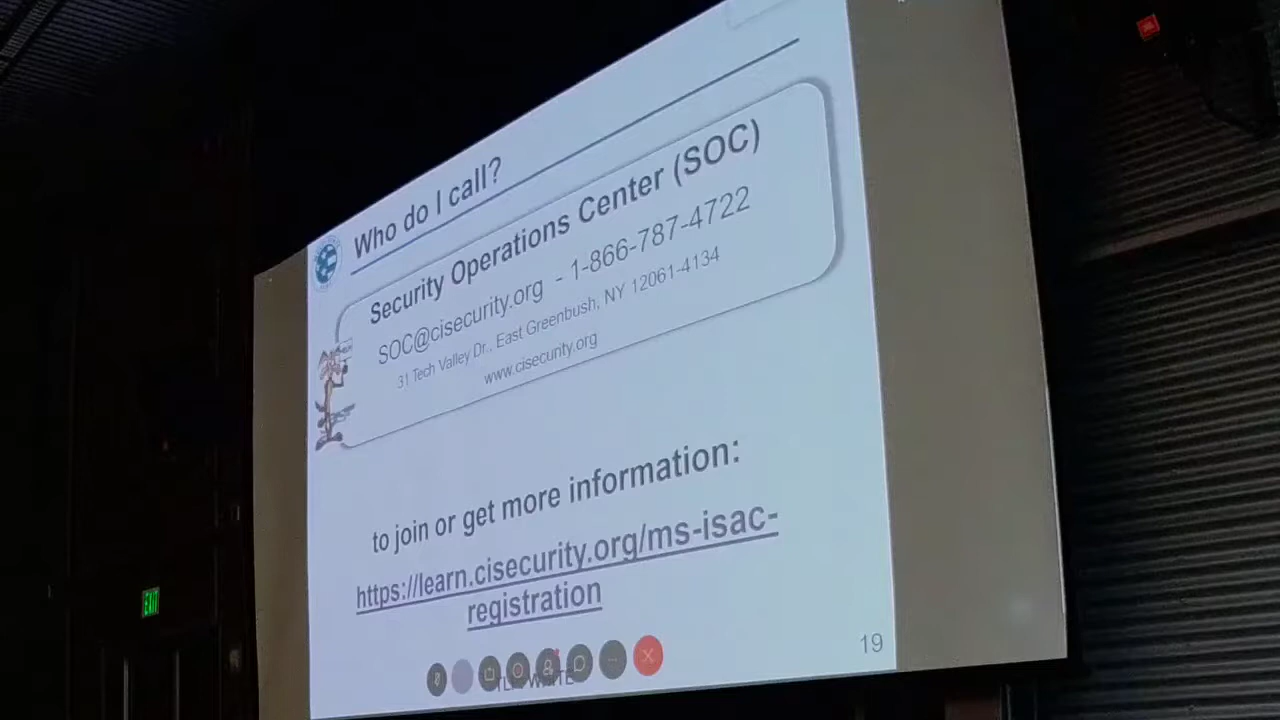 Who do I call?
Security Operations Center (SOC)
SOC@cisecurity.org - 1-866-787-4722
31 Tech Valley Dr., East Greenbush, NY 12061-4134
www.cisecurity.org
to join or get more information:
https://learn.cisecurity.org/ms-isac-
registration
19
EXIT